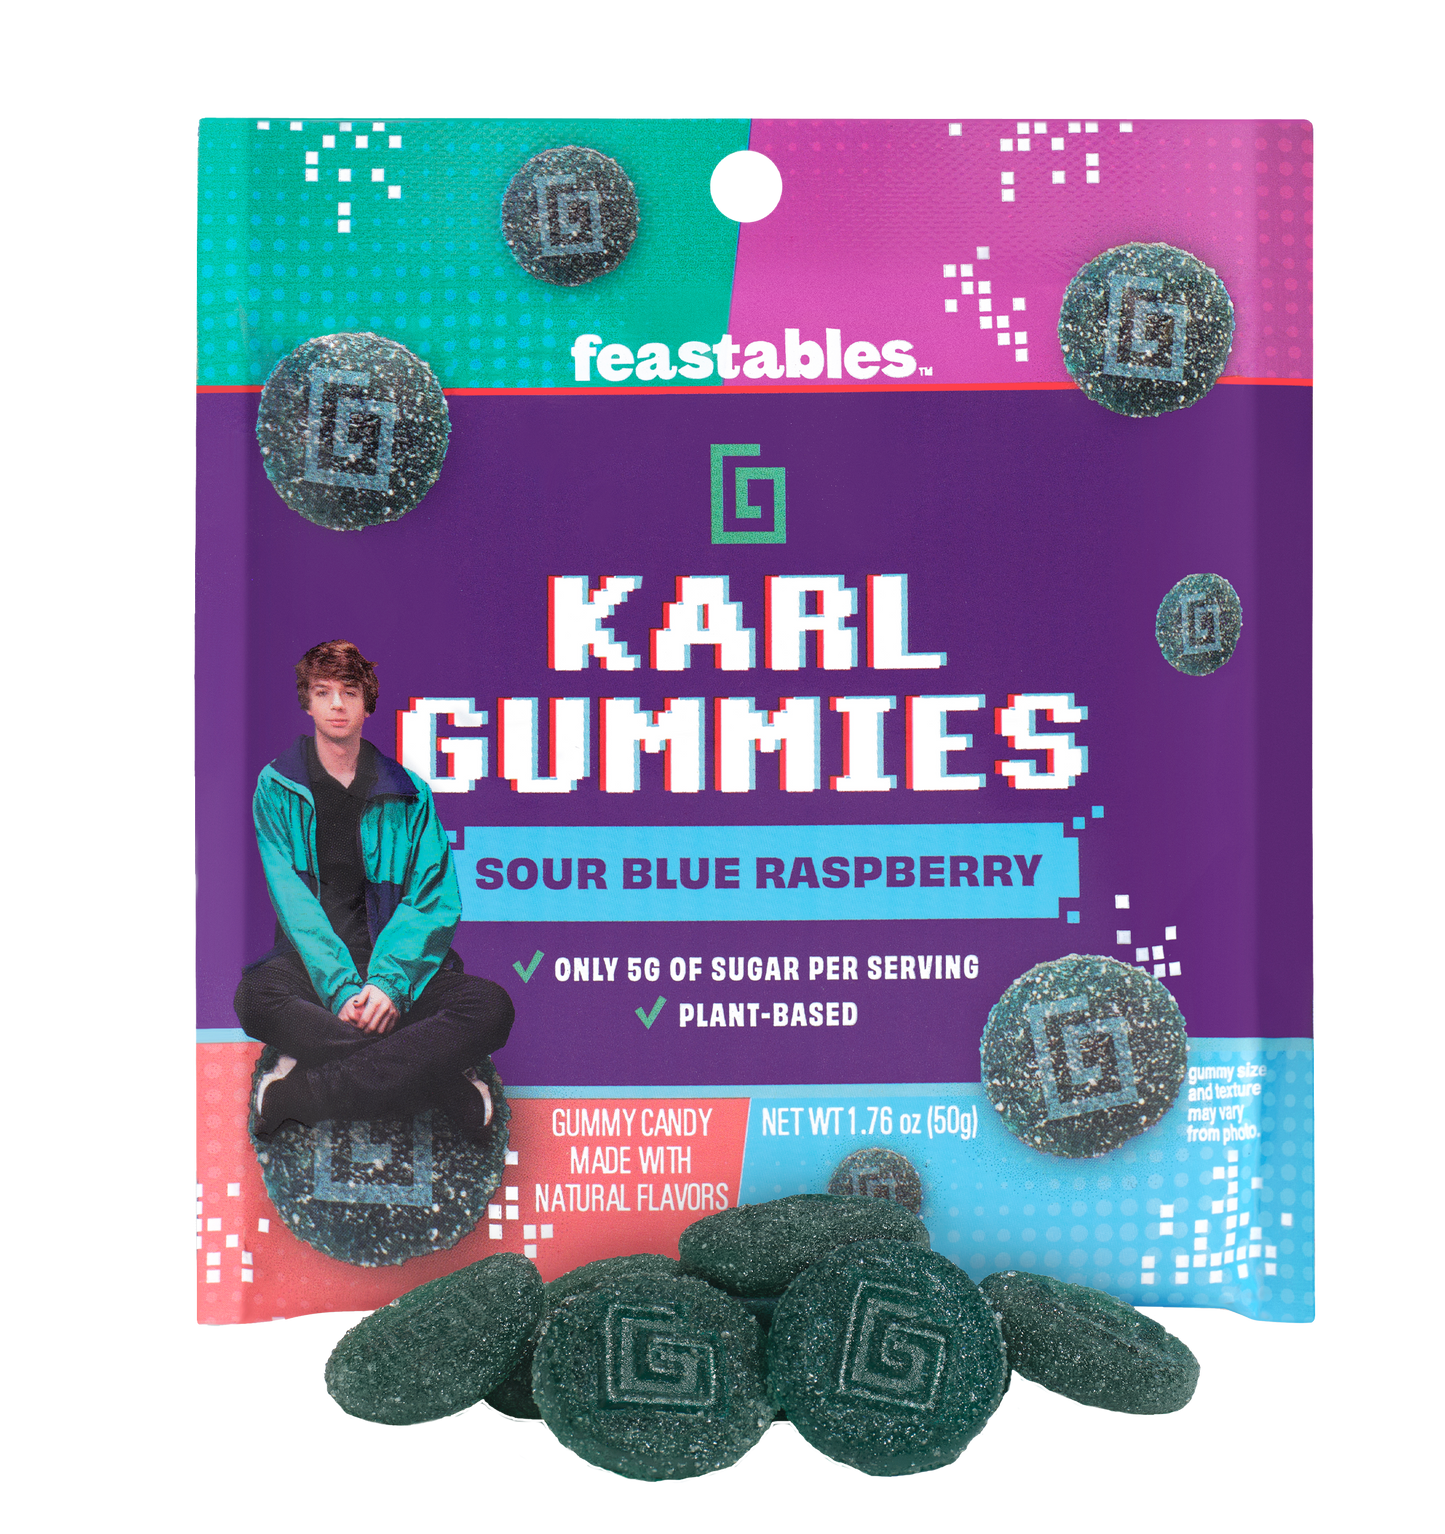 feastables™
KARL
GUMMIES
SOUR BLUE RASPBERRY
ONLY 5G OF SUGAR PER SERVING
PLANT-BASED
GUMMY CANDY
MADE WITH
NATURAL FLAVORS
NET WT 1.76 oz (50g)
gummy size
and texture
may vary
from photo.